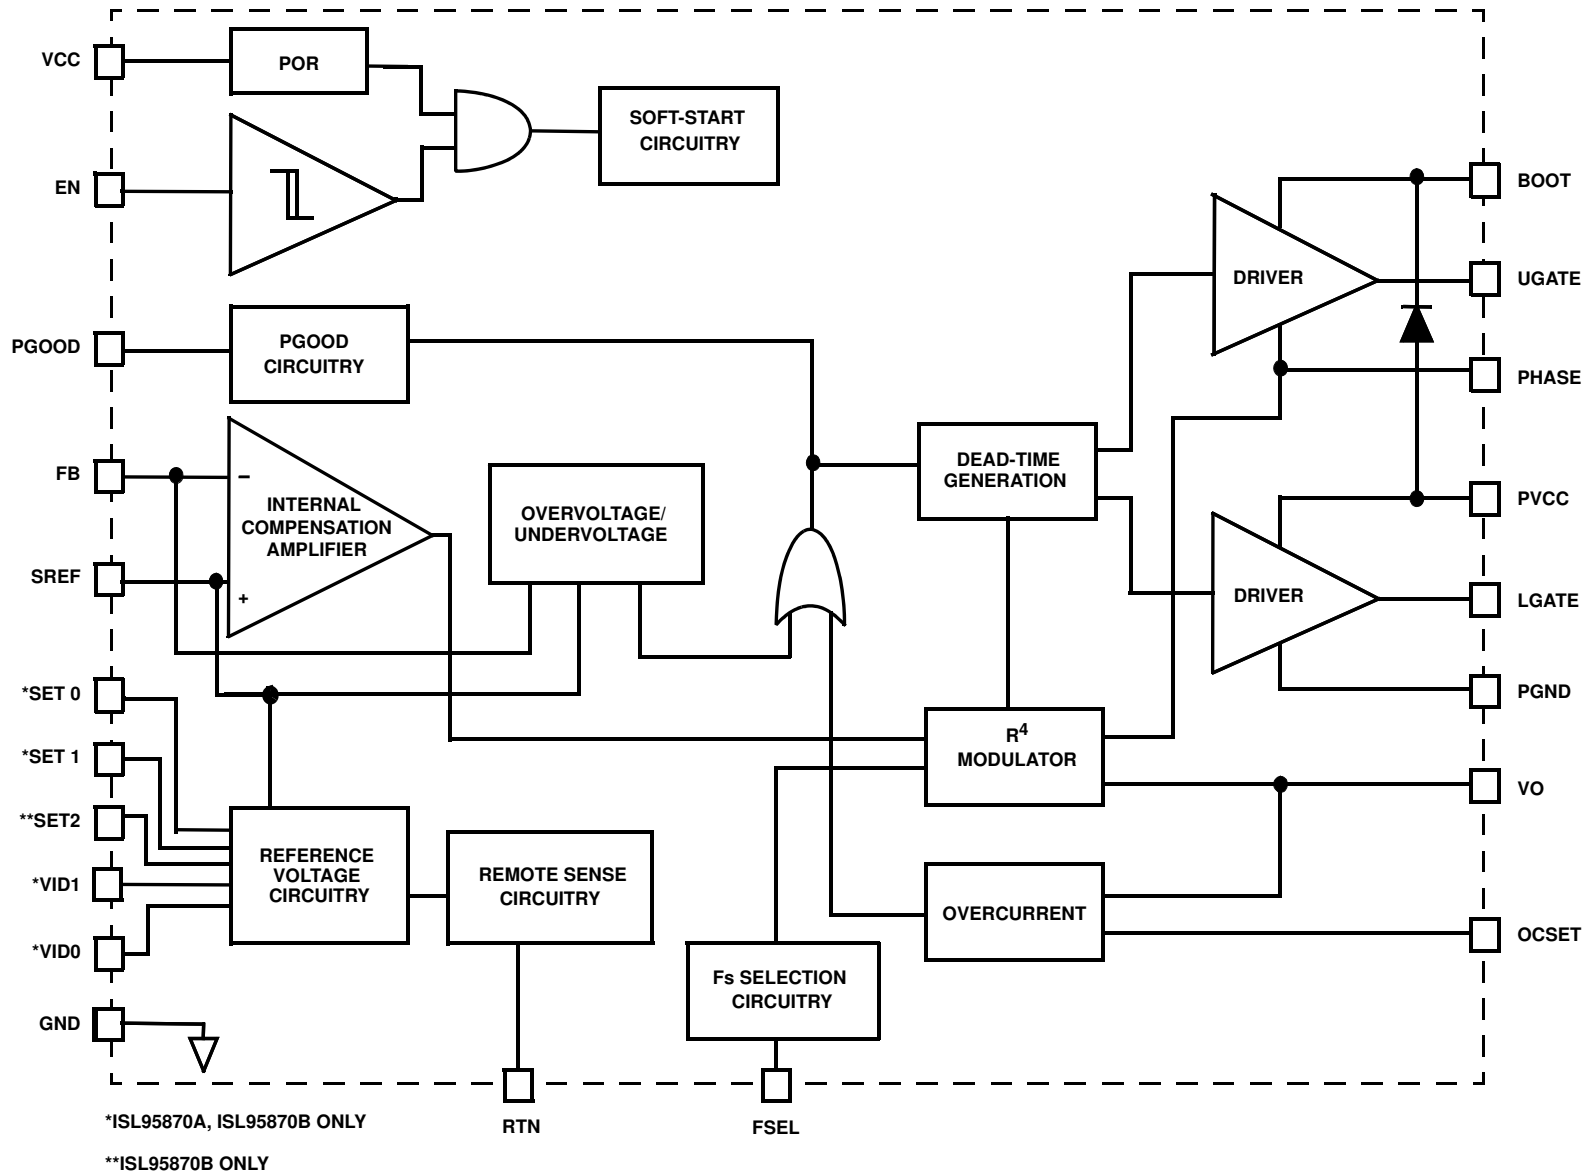 VCC
POR
SOFT-START
CIRCUITRY
EN
BOOT
DRIVER
UGATE
PGOOD
PGOOD
CIRCUITRY
PHASE
FB
−
INTERNAL
COMPENSATION
AMPLIFIER
+
OVERVOLTAGE/
UNDERVOLTAGE
DEAD-TIME
GENERATION
PVCC
SREF
DRIVER
LGATE
*SET 0
PGND
*SET 1
R4
MODULATOR
VO
**SET2
*VID1
REFERENCE
VOLTAGE
CIRCUITRY
REMOTE SENSE
CIRCUITRY
OVERCURRENT
OCSET
*VID0
Fs SELECTION
CIRCUITRY
GND
RTN
FSEL
*ISL95870A, ISL95870B ONLY
**ISL95870B ONLY